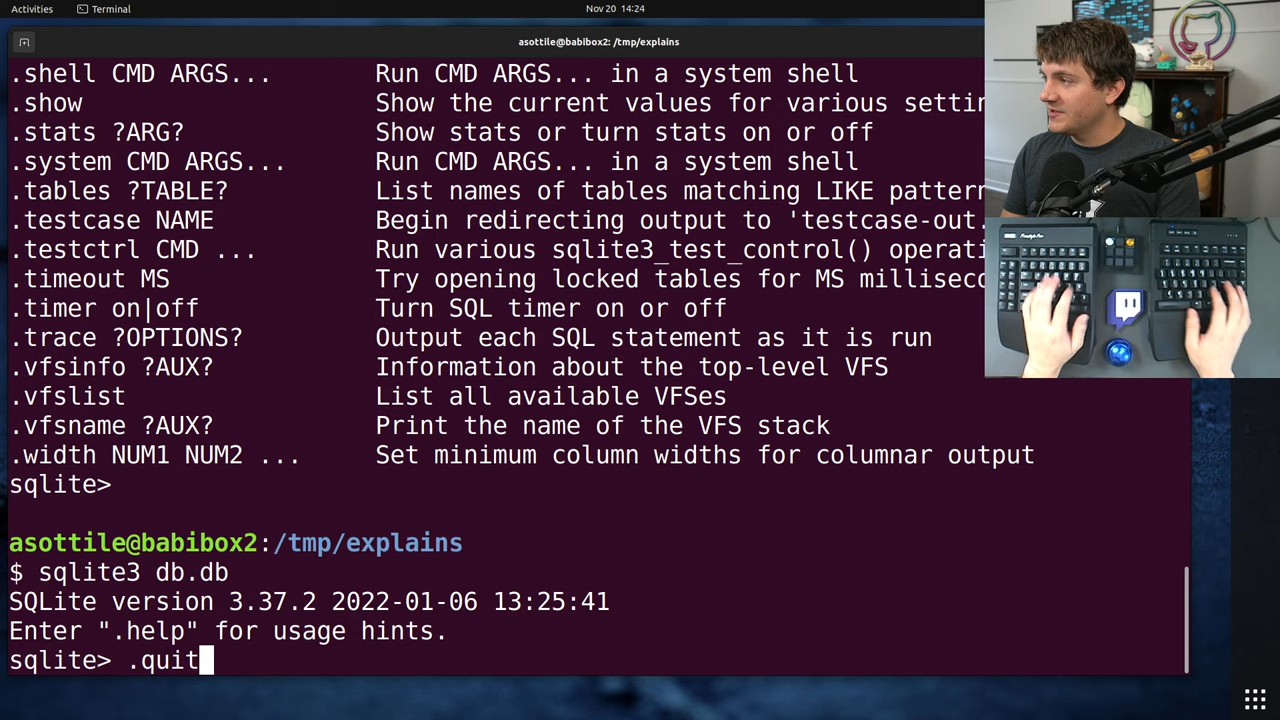 Activities
Terminal
Nov 20 14:24
asottile@babibox2: /tmp/explains
.shell CMD ARGS... Run CMD ARGS... in a system shell
.show Show the current values for various settin
.stats ?ARG? Show stats or turn stats on or off
.system CMD ARGS... Run CMD ARGS... in a system shell
.tables ?TABLE? List names of tables matching LIKE pattern
.testcase NAME Begin redirecting output to 'testcase-out.
.testctrl CMD ... Run various sqlite3_test_control() operati
.timeout MS Try opening locked tables for MS millisec
.timer on|off Turn SQL timer on or off
.trace ?OPTIONS? Output each SQL statement as it is run
.vfsinfo ?AUX? Information about the top-level VFS
.vfslist List all available VFSes
.vfsname ?AUX? Print the name of the VFS stack
.width NUM1 NUM2 ... Set minimum column widths for columnar output
sqlite>
asottile@babibox2:/tmp/explains
$ sqlite3 db.db
SQLite version 3.37.2 2022-01-06 13:25:41
Enter ".help" for usage hints.
sqlite> .quit